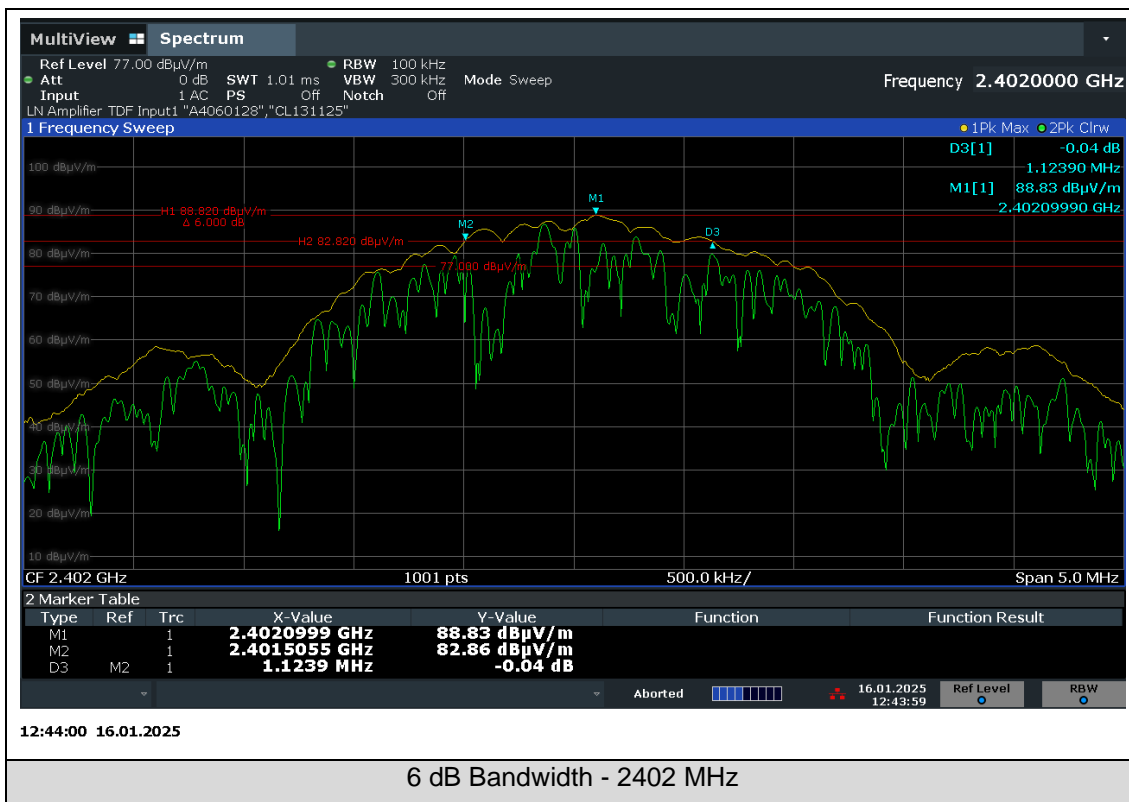 MultiView Spectrum
Ref Level 77.00 dBµV/m RBW 100 kHz
Att 0 dB SWT 1.01 ms VBW 300 kHz Mode Sweep Frequency 2.4020000 GHz
Input 1 AC PS Off Notch Off
LN Amplifier TDF Input1 "A4060128","CL131125"
1 Frequency Sweep 1Pk Max 2Pk Clrw
D3[1] -0.04 dB
1.12390 MHz
100 dBµV/m
M1[1] 88.83 dBµV/m
2.40209990 GHz
M1
90 dBµV/m H1 88.820 dBµV/m
Δ 6.000 dB
M2
D3
H2 82.820 dBµV/m
80 dBµV/m
77.000 dBµV/m
70 dBµV/m
60 dBµV/m
50 dBµV/m
40 dBµV/m
30 dBµV/m
20 dBµV/m
10 dBµV/m
CF 2.402 GHz 1001 pts 500.0 kHz/ Span 5.0 MHz
2 Marker Table
Type Ref Trc X-Value Y-Value Function Function Result
M1 1 2.4020999 GHz 88.83 dBµV/m
M2 1 2.4015055 GHz 82.86 dBµV/m
D3 M2 1 1.1239 MHz -0.04 dB
Aborted 16.01.2025 Ref Level RBW
12:43:59
12:44:00 16.01.2025
6 dB Bandwidth - 2402 MHz